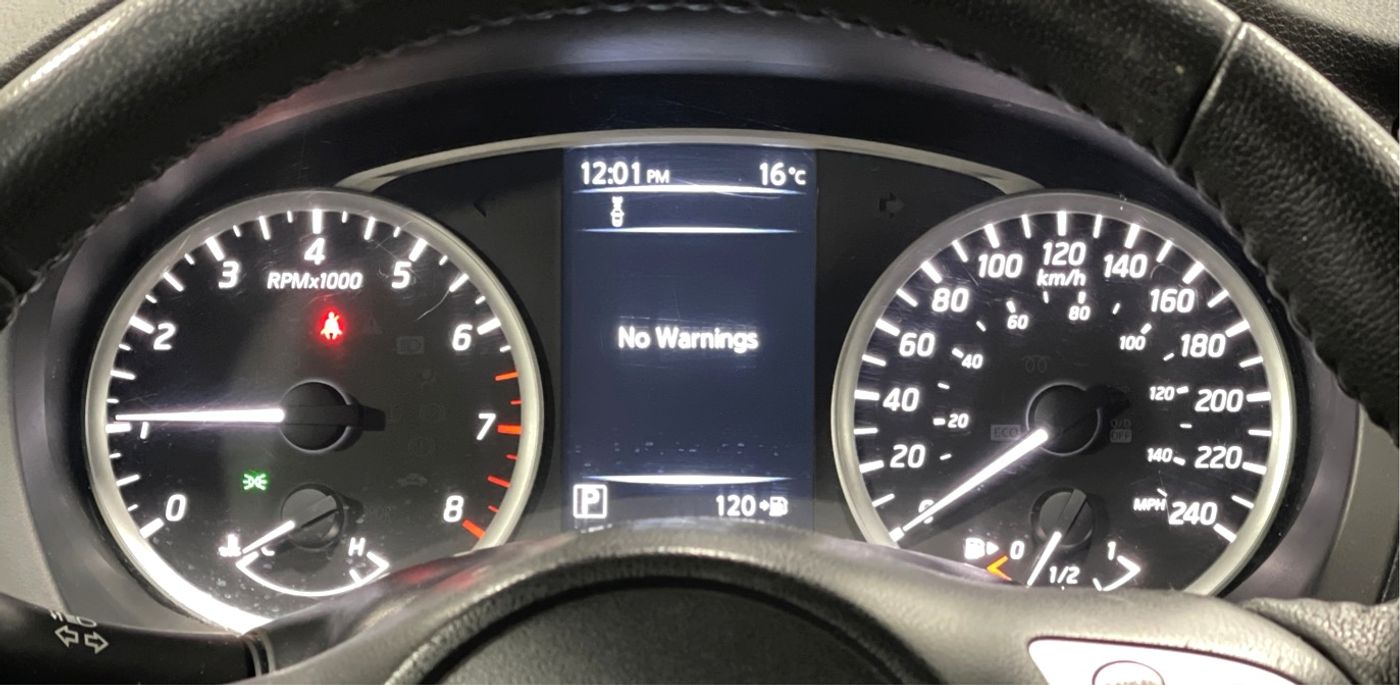 12:01 PM 16°C
No Warnings
P 120
0 1 2 3 4 5 6 7 8
RPMx1000
C H
0 20 40 60 80 100 120 140 160 180 200 220 240
km/h
20 40 60 80 100 120 140
MPH
ECO
O/D
OFF
0 1/2 1